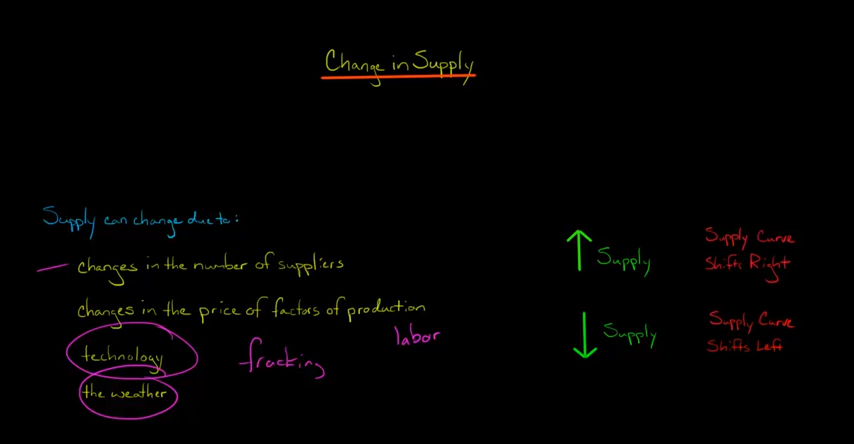 Change in Supply
Supply can change due to:
changes in the number of suppliers
changes in the price of factors of production
labor
technology
fracking
the weather
↑ Supply
Supply Curve
Shifts Right
↓ Supply
Supply Curve
Shifts Left